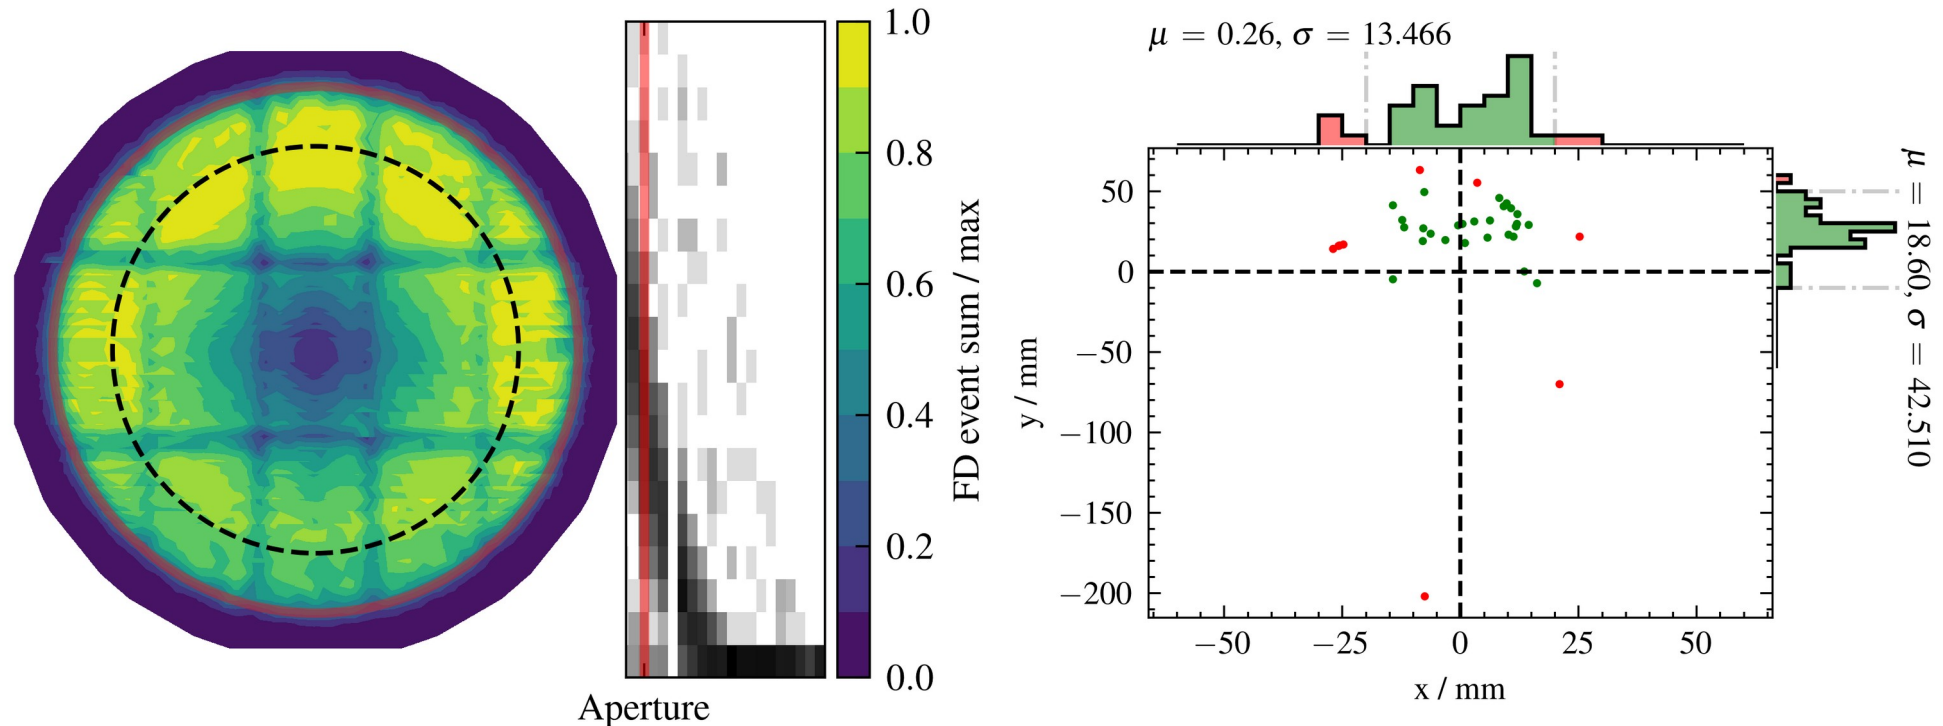 1.0
0.8
0.6
0.4
0.2
0.0
FD event sum / max
Aperture
μ = 0.26, σ = 13.466
50
0
−50
−100
−150
−200
y / mm
−50 −25 0 25 50
x / mm
μ = 18.60, σ = 42.510